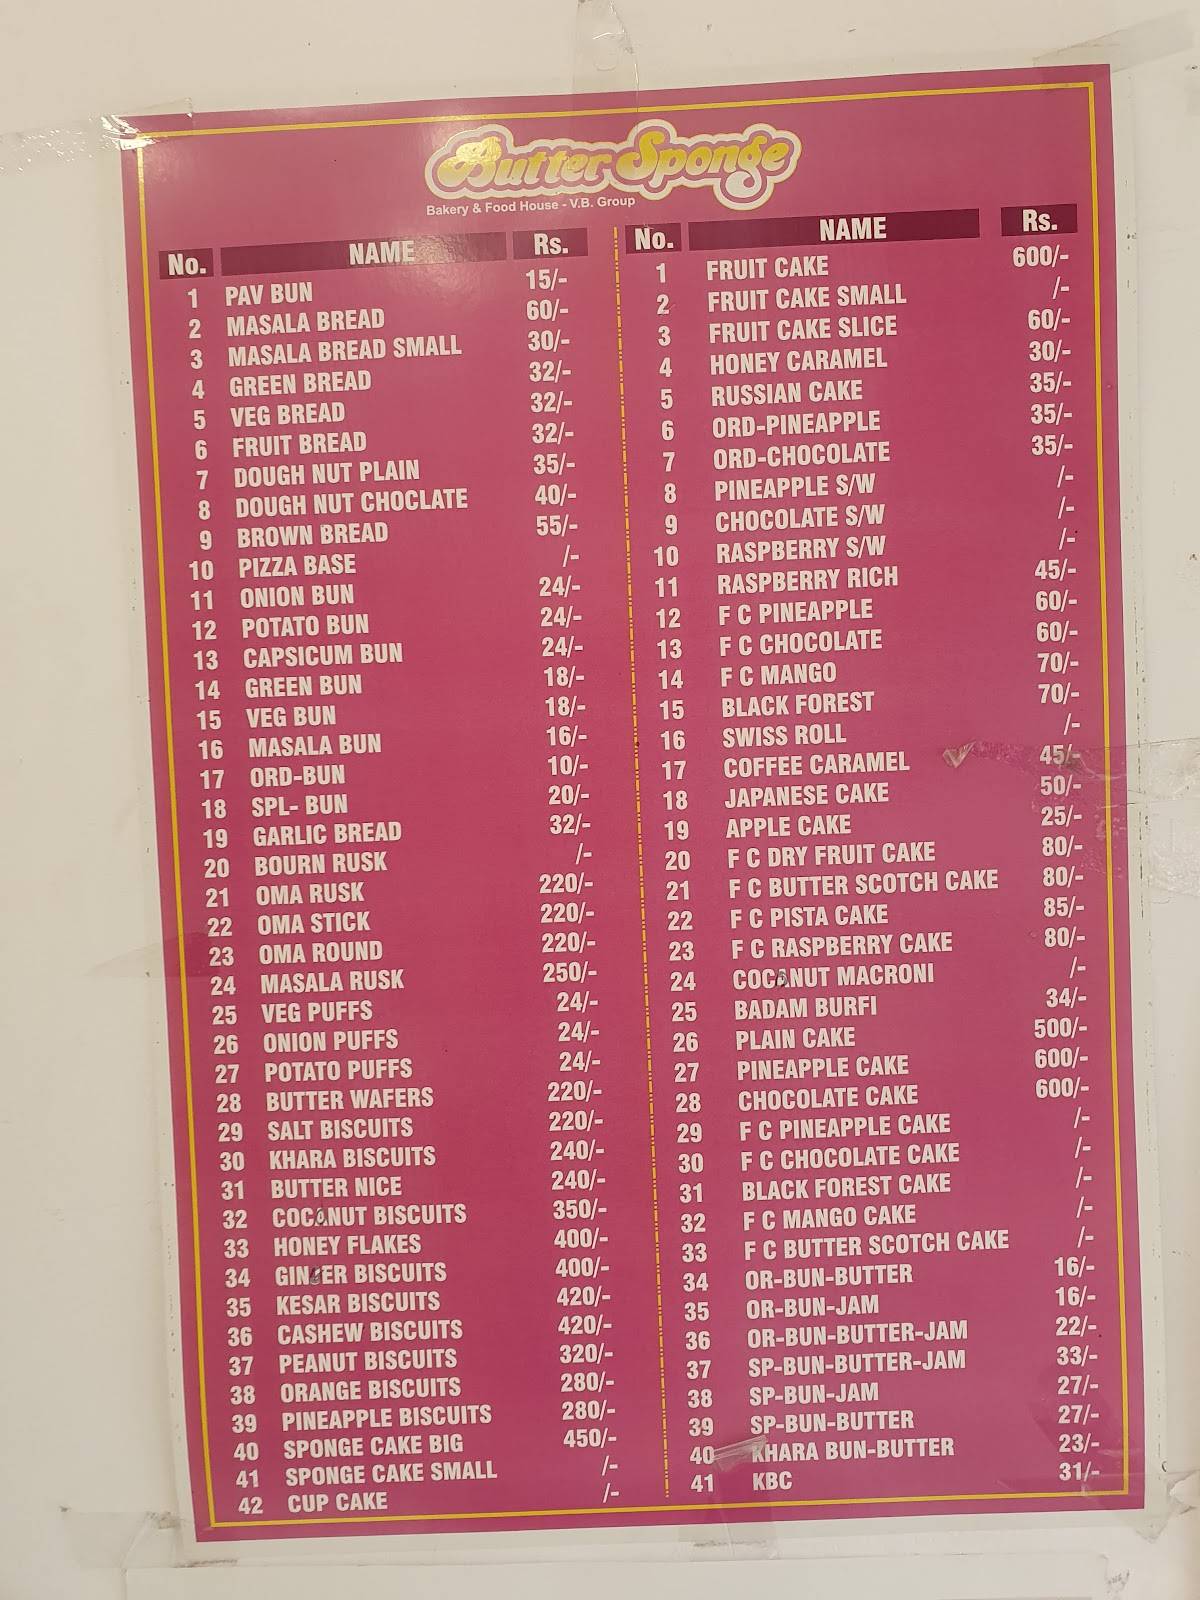 Butter Sponge
Bakery & Food House - V.B. Group
No. NAME Rs.
1 PAV BUN 15/-
2 MASALA BREAD 60/-
3 MASALA BREAD SMALL 30/-
4 GREEN BREAD 32/-
5 VEG BREAD 32/-
6 FRUIT BREAD 32/-
7 DOUGH NUT PLAIN 35/-
8 DOUGH NUT CHOCLATE 40/-
9 BROWN BREAD 55/-
10 PIZZA BASE /-
11 ONION BUN 24/-
12 POTATO BUN 24/-
13 CAPSICUM BUN 24/-
14 GREEN BUN 18/-
15 VEG BUN 18/-
16 MASALA BUN 16/-
17 ORD-BUN 10/-
18 SPL- BUN 20/-
19 GARLIC BREAD 32/-
20 BOURN RUSK /-
21 OMA RUSK 220/-
22 OMA STICK 220/-
23 OMA ROUND 220/-
24 MASALA RUSK 250/-
25 VEG PUFFS 24/-
26 ONION PUFFS 24/-
27 POTATO PUFFS 24/-
28 BUTTER WAFERS 220/-
29 SALT BISCUITS 220/-
30 KHARA BISCUITS 240/-
31 BUTTER NICE 240/-
32 COCONUT BISCUITS 350/-
33 HONEY FLAKES 400/-
34 GINGER BISCUITS 400/-
35 KESAR BISCUITS 420/-
36 CASHEW BISCUITS 420/-
37 PEANUT BISCUITS 320/-
38 ORANGE BISCUITS 280/-
39 PINEAPPLE BISCUITS 280/-
40 SPONGE CAKE BIG 450/-
41 SPONGE CAKE SMALL /-
42 CUP CAKE /-
No. NAME Rs.
1 FRUIT CAKE 600/-
2 FRUIT CAKE SMALL /-
3 FRUIT CAKE SLICE 60/-
4 HONEY CARAMEL 30/-
5 RUSSIAN CAKE 35/-
6 ORD-PINEAPPLE 35/-
7 ORD-CHOCOLATE 35/-
8 PINEAPPLE S/W /-
9 CHOCOLATE S/W /-
10 RASPBERRY S/W /-
11 RASPBERRY RICH 45/-
12 F C PINEAPPLE 60/-
13 F C CHOCOLATE 60/-
14 F C MANGO 70/-
15 BLACK FOREST 70/-
16 SWISS ROLL /-
17 COFFEE CARAMEL 45/-
18 JAPANESE CAKE 50/-
19 APPLE CAKE 25/-
20 F C DRY FRUIT CAKE 80/-
21 F C BUTTER SCOTCH CAKE 80/-
22 F C PISTA CAKE 85/-
23 F C RASPBERRY CAKE 80/-
24 COCONUT MACRONI /-
25 BADAM BURFI 34/-
26 PLAIN CAKE 500/-
27 PINEAPPLE CAKE 600/-
28 CHOCOLATE CAKE 600/-
29 F C PINEAPPLE CAKE /-
30 F C CHOCOLATE CAKE /-
31 BLACK FOREST CAKE /-
32 F C MANGO CAKE /-
33 F C BUTTER SCOTCH CAKE /-
34 OR-BUN-BUTTER 16/-
35 OR-BUN-JAM 16/-
36 OR-BUN-BUTTER-JAM 22/-
37 SP-BUN-BUTTER-JAM 33/-
38 SP-BUN-JAM 27/-
39 SP-BUN-BUTTER 27/-
40 KHARA BUN-BUTTER 23/-
41 KBC 31/-